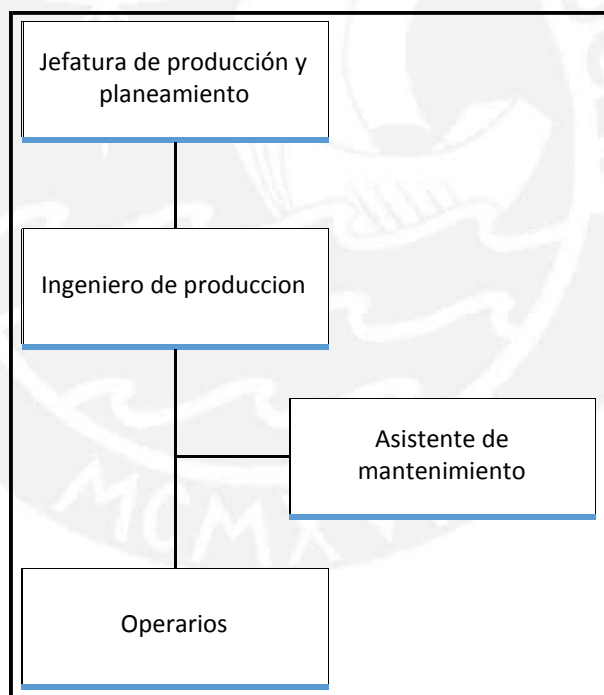 Jefatura de producción y
planeamiento
Ingeniero de produccion
Asistente de
mantenimiento
Operarios